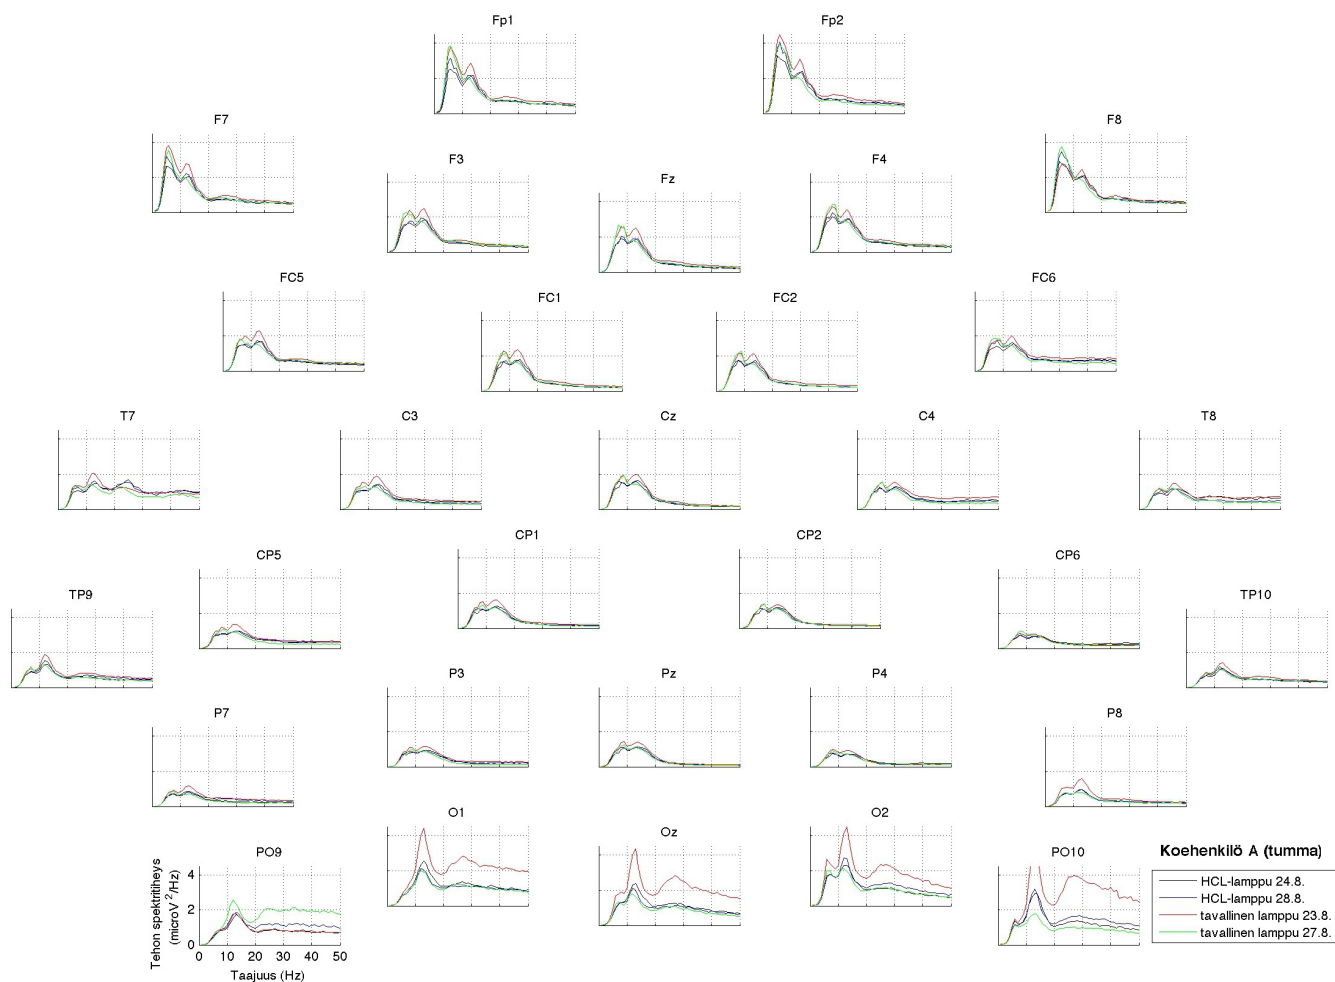 Fp1 Fp2
F7 F8
F3 Fz F4
FC5 FC1 FC2 FC6
T7 C3 Cz C4 T8
CP5 CP1 CP2 CP6
TP9 TP10
P3 Pz P4
P7 P8
O1 Oz O2
PO9 PO10
Tehon spektritiheys
(microV ²/Hz)
4
2
0
0 10 20 30 40 50
Taajuus (Hz)
Koehenkilö A (tumma)
HCL-lamppu 24.8.
HCL-lamppu 28.8.
tavallinen lamppu 23.8.
tavallinen lamppu 27.8.